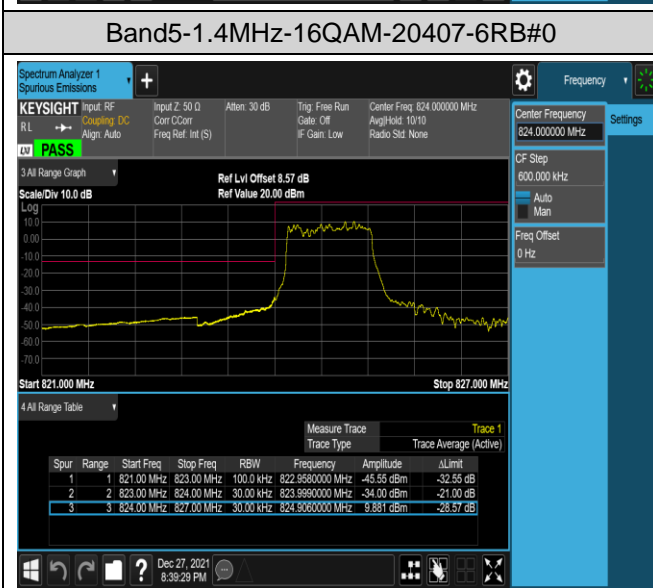 Band5-1.4MHz-16QAM-20407-6RB#0
Spectrum Analyzer 1
Spurious Emissions
+
Frequency
KEYSIGHT Input: RF Input Z: 50 Ω Atten: 30 dB Trig: Free Run Center Freq: 824.000000 MHz
RL Coupling: DC Corr CCorr Gate: Off Avg|Hold: 10/10
Align: Auto Freq Ref: Int (S) IF Gain: Low Radio Std: None
LXI PASS
Center Frequency
824.000000 MHz
Settings
CF Step
600.000 kHz
Auto
Man
Freq Offset
0 Hz
3 All Range Graph
Ref Lvl Offset 8.57 dB
Scale/Div 10.0 dB Ref Value 20.00 dBm
Log
10.0
0.00
-10.0
-20.0
-30.0
-40.0
-50.0
-60.0
-70.0
Start 821.000 MHz Stop 827.000 MHz
4 All Range Table
Measure Trace Trace 1
Trace Type Trace Average (Active)
Spur Range Start Freq Stop Freq RBW Frequency Amplitude ΔLimit
1 1 821.00 MHz 823.00 MHz 100.0 kHz 822.9580000 MHz -45.55 dBm -32.55 dB
2 2 823.00 MHz 824.00 MHz 30.00 kHz 823.9990000 MHz -34.00 dBm -21.00 dB
3 3 824.00 MHz 827.00 MHz 30.00 kHz 824.9060000 MHz 9.881 dBm -28.57 dB
? Dec 27, 2021
8:39:29 PM